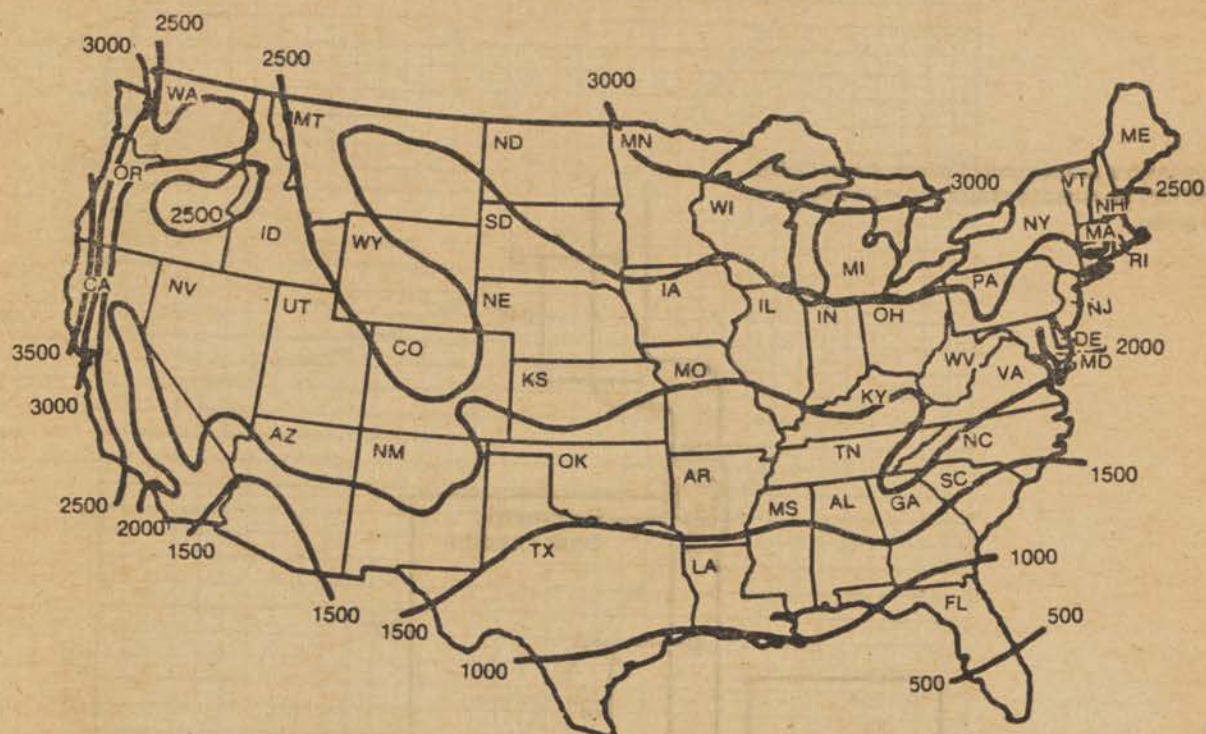 2500
3000
2500
3000
WA
MT
ND
MN
ME
OR
VT
3000
2500
NH
2500
SD
WI
NY
MA
ID
WY
MI
RI
CA
NV
UT
NE
IA
IL
IN
OH
PA
NJ
3500
CO
DE
2000
WV
MD
KS
MO
VA
3000
KY
AZ
NM
OK
TN
NC
2500
AR
SC
1500
2000
MS
AL
GA
1500
TX
LA
1000
1500
1500
FL
500
1000
500